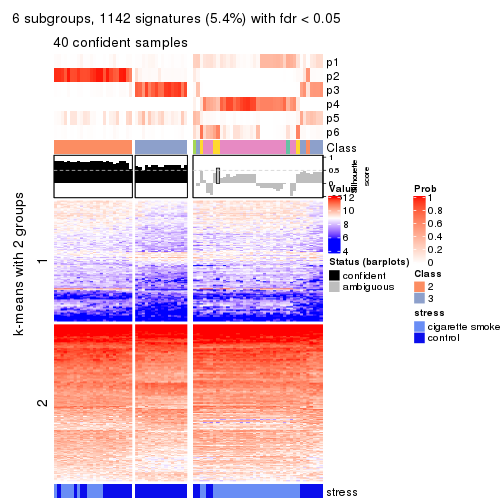 6 subgroups, 1142 signatures (5.4%) with fdr < 0.05
40 confident samples
p1
p2
p3
p4
p5
p6
Class
1
0.5
0
silhouette
score
k-means with 2 groups
1
2
stress
Value
12
10
8
6
4
Status (barplots)
confident
ambiguous
Prob
1
0.8
0.6
0.4
0.2
0
Class
2
3
stress
cigarette smoke
control